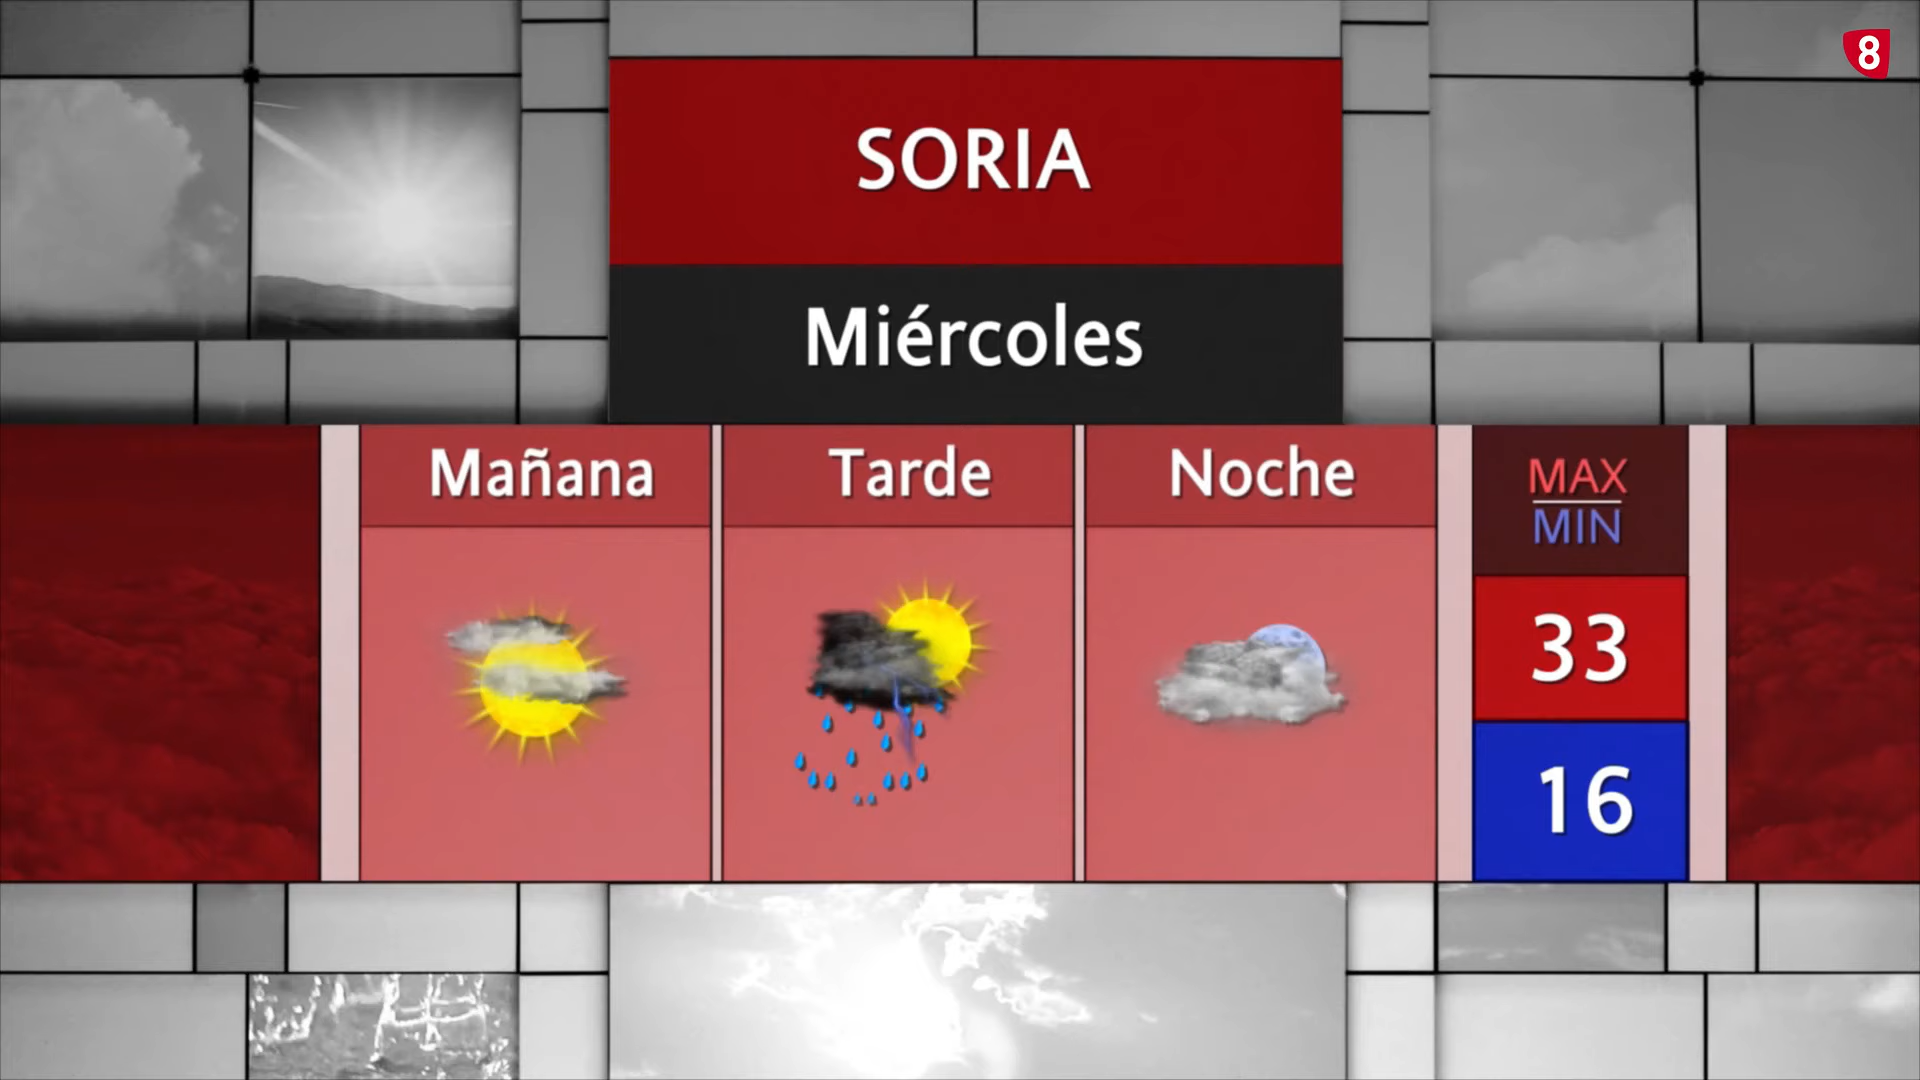 8
SORIA
Miércoles
Mañana
Tarde
Noche
MAX
MIN
33
16